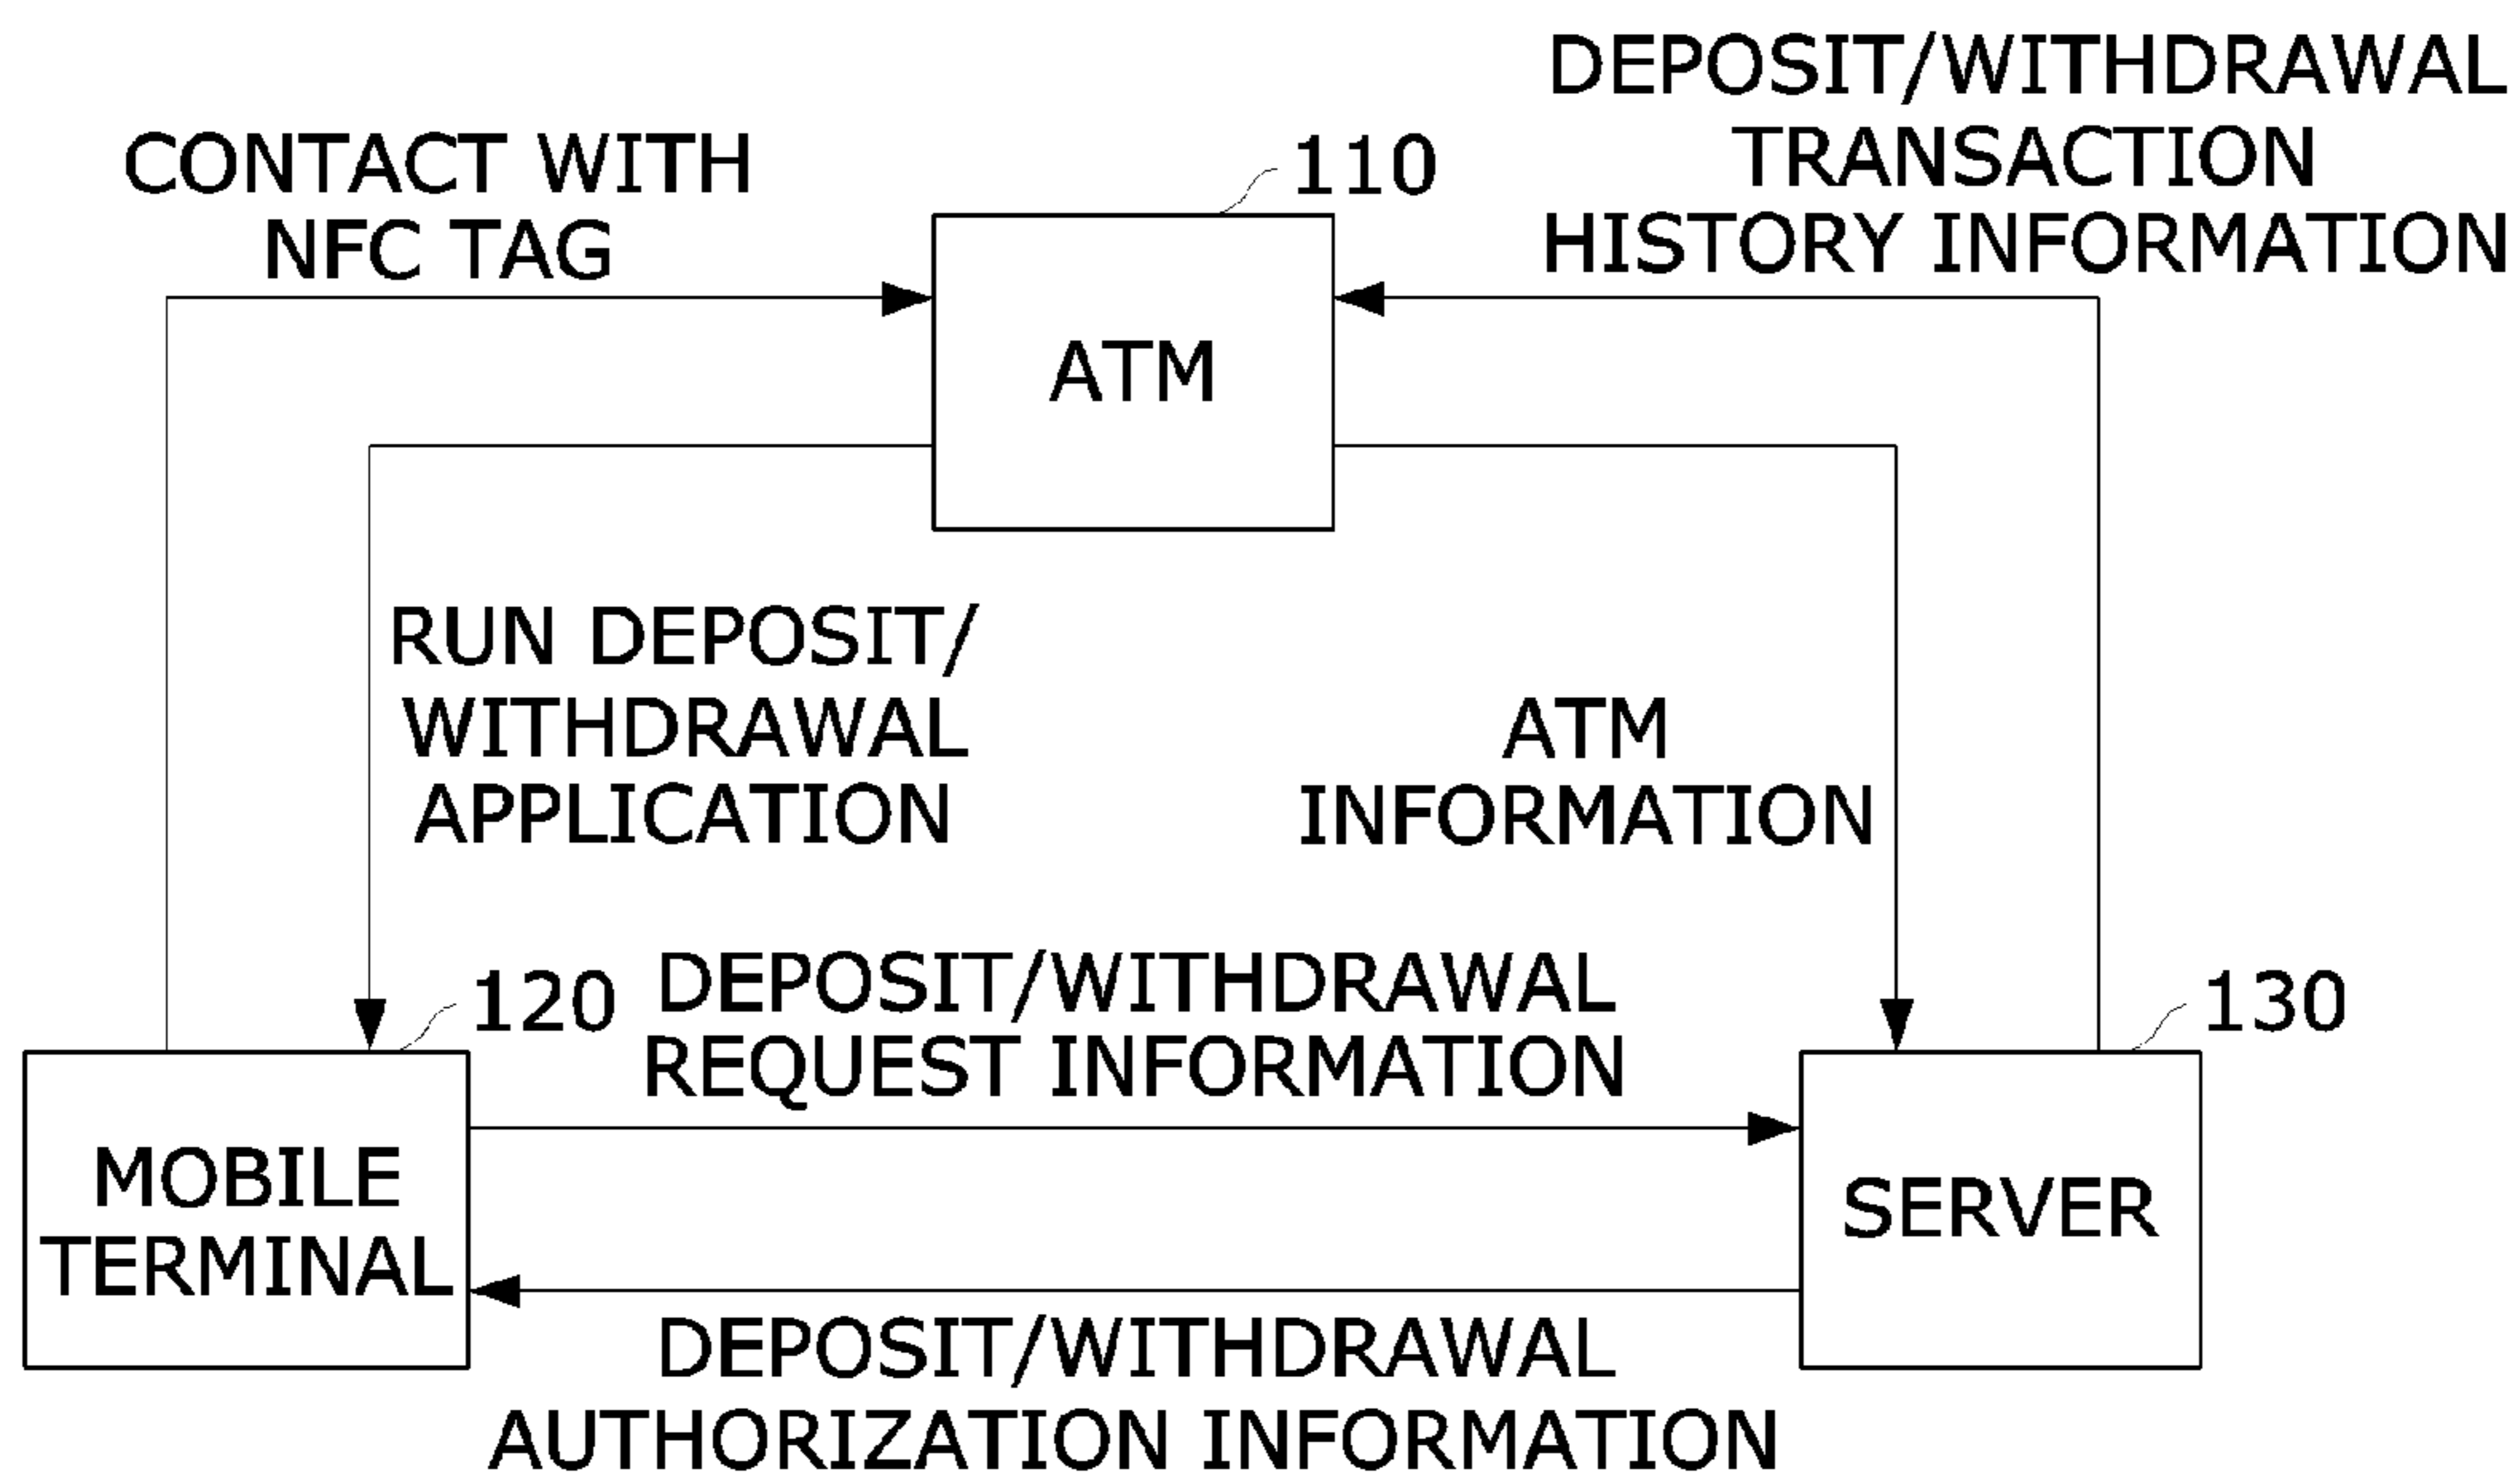 DEPOSIT/WITHDRAWAL
TRANSACTION
HISTORY INFORMATION
CONTACT WITH
NFC TAG
110
ATM
RUN DEPOSIT/
WITHDRAWAL
APPLICATION
ATM
INFORMATION
120
DEPOSIT/WITHDRAWAL
REQUEST INFORMATION
130
MOBILE
TERMINAL
SERVER
DEPOSIT/WITHDRAWAL
AUTHORIZATION INFORMATION